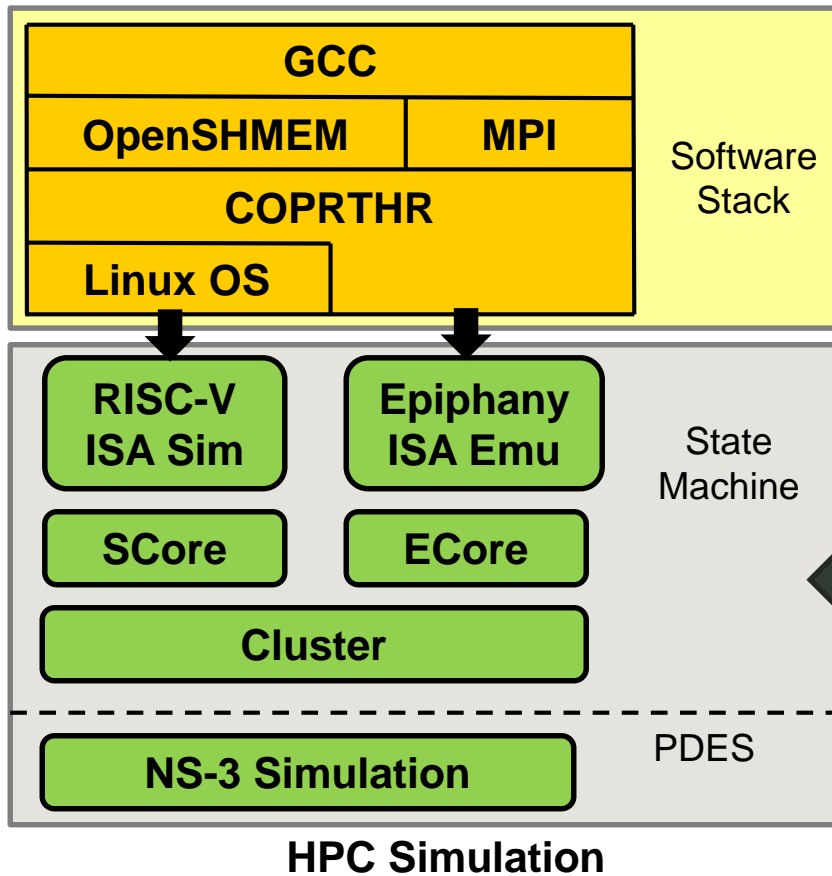 GCC
OpenSHMEM MPI
COPRTHR
Linux OS
Software
Stack
RISC-V
ISA Sim
Epiphany
ISA Emu
State
Machine
SCore
ECore
Cluster
PDES
NS-3 Simulation
HPC Simulation